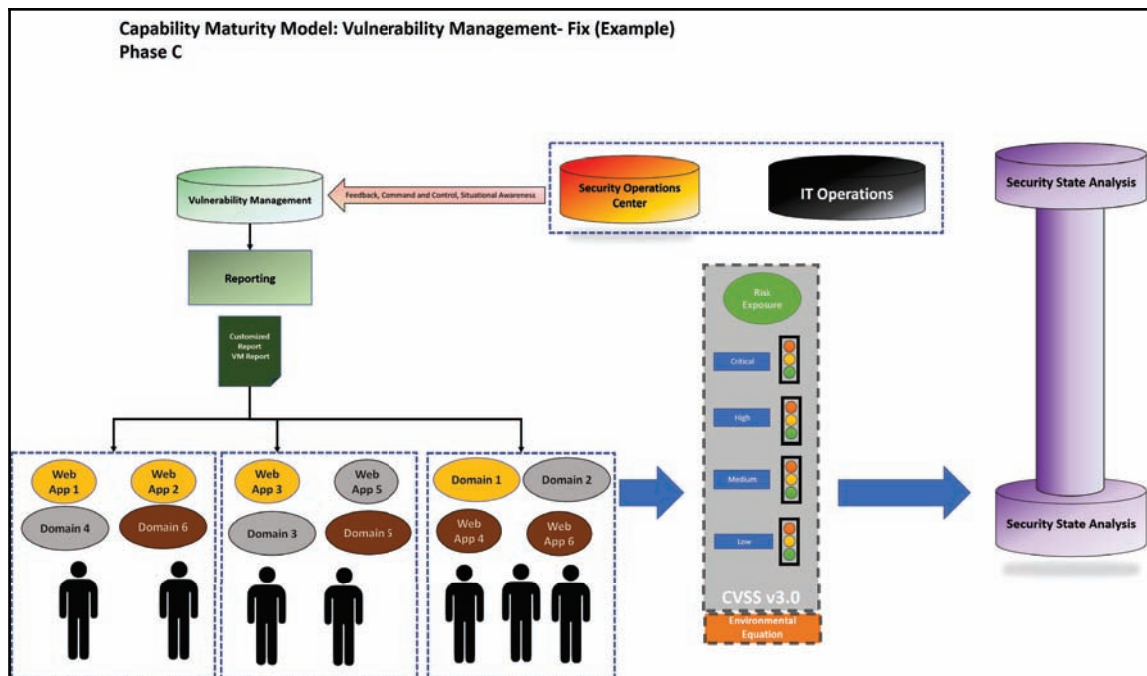 Capability Maturity Model: Vulnerability Management- Fix (Example)
Phase C
Vulnerability Management
Feedback, Command and Control, Situational Awareness
Security Operations
Center
IT Operations
Security State Analysis
Reporting
Customized
Report
VM Report
Risk
Exposure
Critical
High
Medium
Low
CVSS v3.0
Environmental
Equation
Web
App 1
Web
App 2
Domain 4
Domain 6
Web
App 3
Web
App 5
Domain 3
Domain 5
Domain 1
Domain 2
Web
App 4
Web
App 6
Security State Analysis